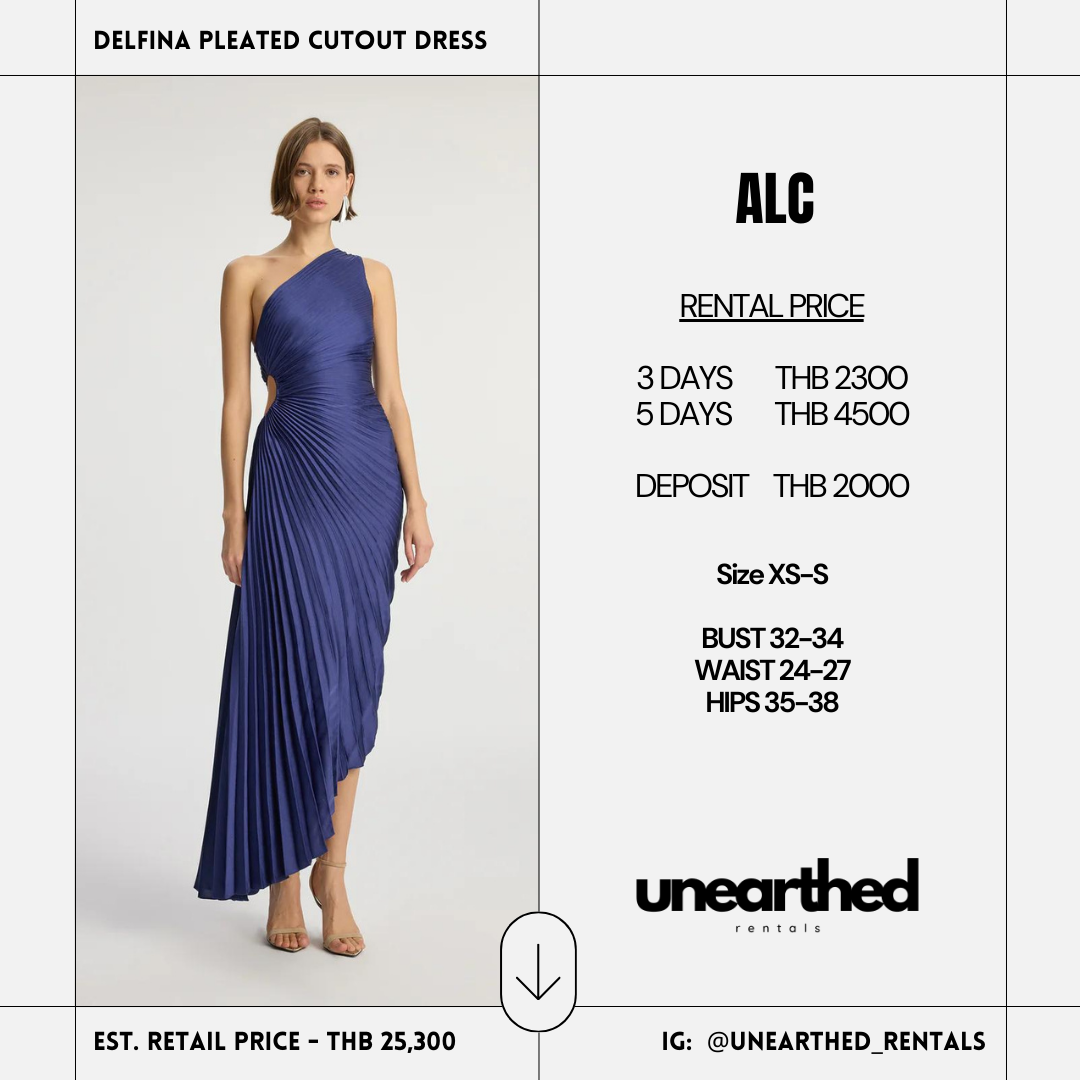 DELFINA PLEATED CUTOUT DRESS
ALC
RENTAL PRICE
3 DAYS THB 2300
5 DAYS THB 4500
DEPOSIT THB 2000
Size XS-S
BUST 32-34
WAIST 24-27
HIPS 35-38
unearthed
rentals
EST. RETAIL PRICE - THB 25,300
IG: @UNEARTHED_RENTALS